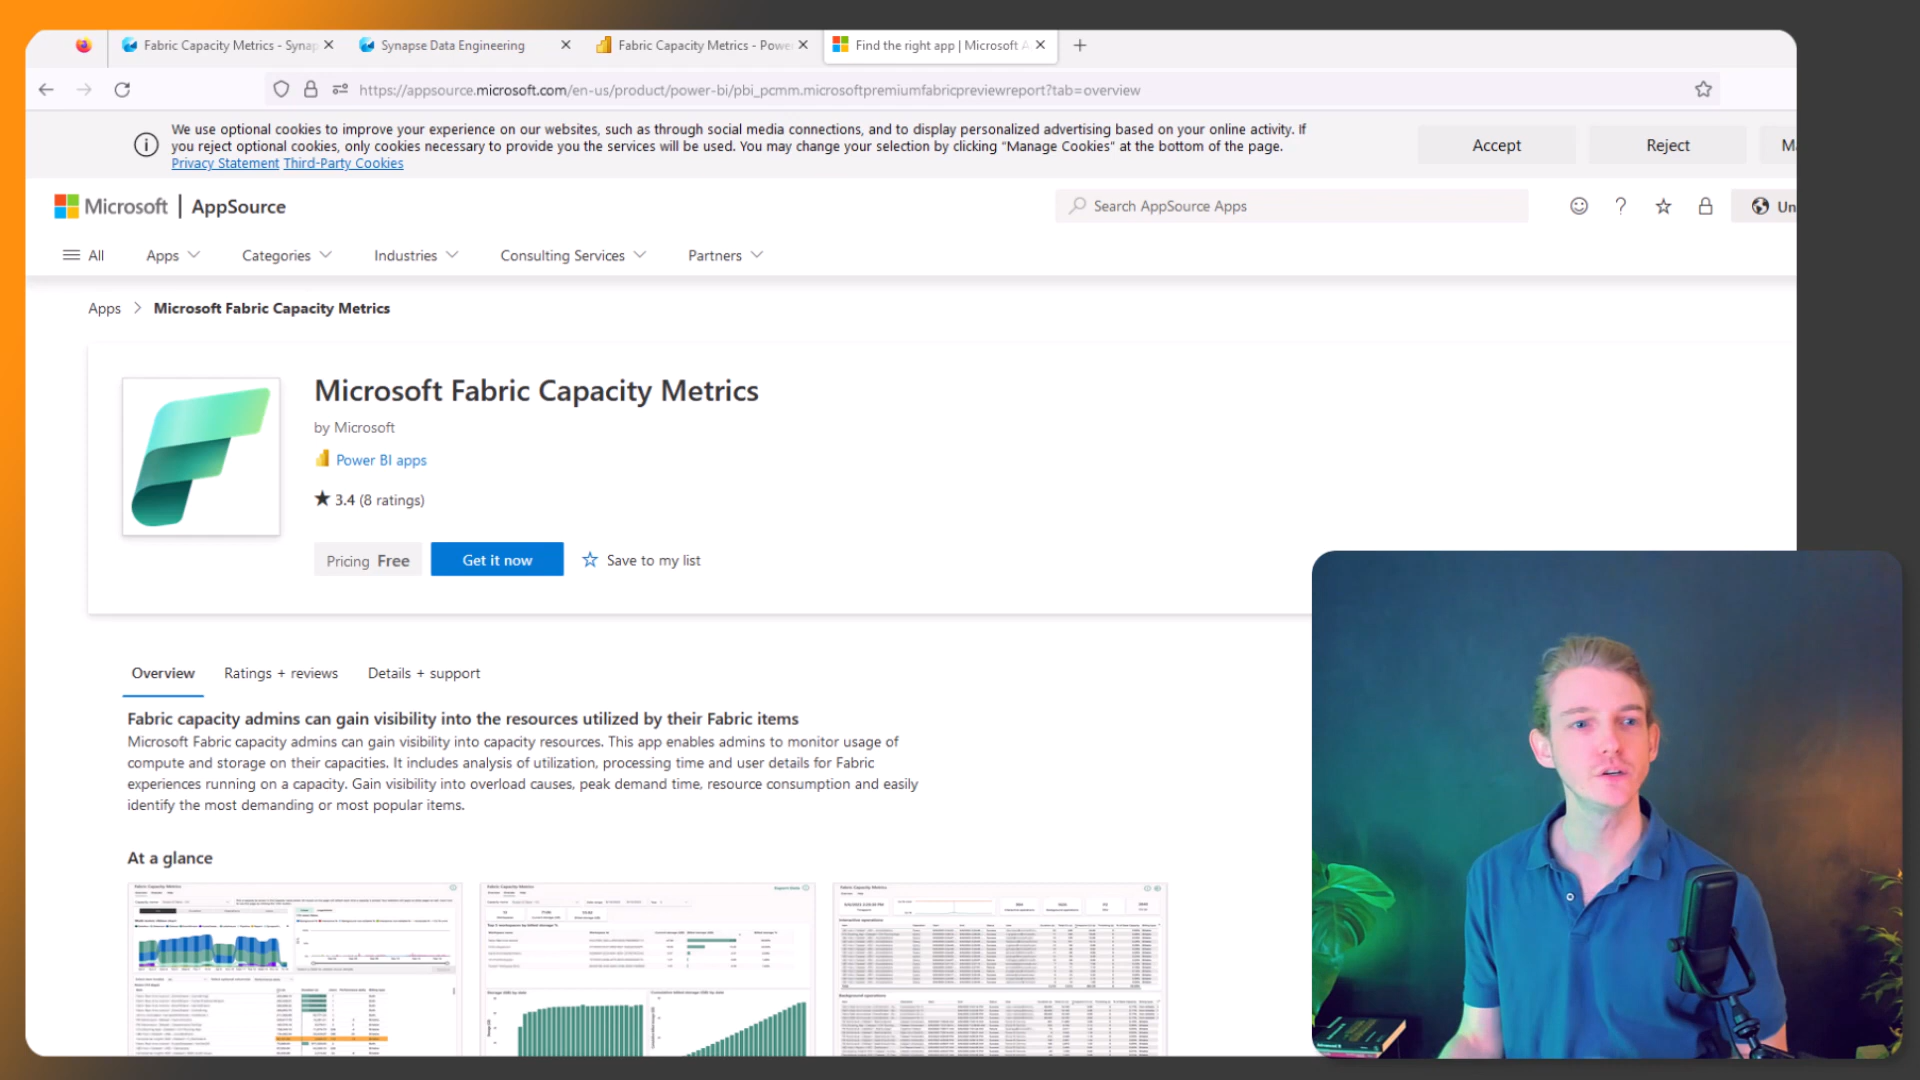 Fabric Capacity Metrics - Synap
Synapse Data Engineering
Fabric Capacity Metrics - Powe
Find the right app | Microsoft A
https://appsource.microsoft.com/en-us/product/power-bi/pbi_pcmm.microsoftpremiumfabricpreviewreport?tab=overview
We use optional cookies to improve your experience on our websites, such as through social media connections, and to display personalized advertising based on your online activity. If
you reject optional cookies, only cookies necessary to provide you the services will be used. You may change your selection by clicking “Manage Cookies” at the bottom of the page.
Privacy Statement Third-Party Cookies
Accept
Reject
Ma
Microsoft | AppSource
Search AppSource Apps
Un
All
Apps
Categories
Industries
Consulting Services
Partners
Apps > Microsoft Fabric Capacity Metrics
Microsoft Fabric Capacity Metrics
by Microsoft
Power BI apps
3.4 (8 ratings)
Pricing Free
Get it now
Save to my list
Overview
Ratings + reviews
Details + support
Fabric capacity admins can gain visibility into the resources utilized by their Fabric items
Microsoft Fabric capacity admins can gain visibility into capacity resources. This app enables admins to monitor usage of
compute and storage on their capacities. It includes analysis of utilization, processing time and user details for Fabric
experiences running on a capacity. Gain visibility into overload causes, peak demand time, resource consumption and easily
identify the most demanding or most popular items.
At a glance
Fabric Capacity Metrics
Fabric Capacity Metrics
Fabric Capacity Metrics